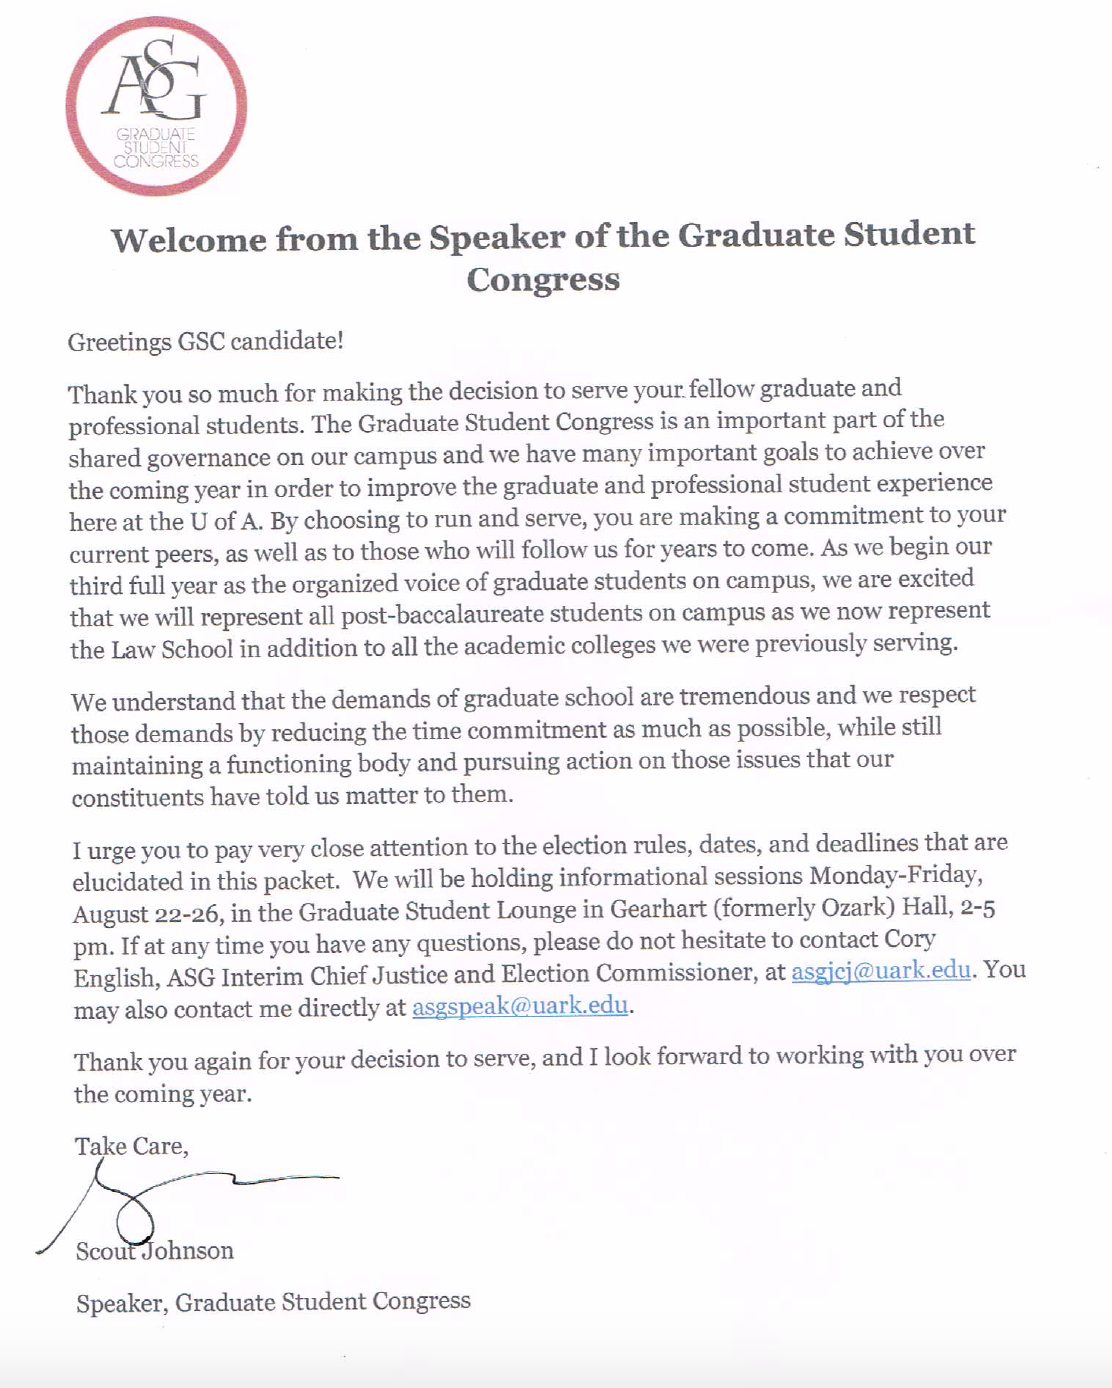 ASG
GRADUATE
STUDENT
CONGRESS
Welcome from the Speaker of the Graduate Student
Congress
Greetings GSC candidate!
Thank you so much for making the decision to serve your fellow graduate and
professional students. The Graduate Student Congress is an important part of the
shared governance on our campus and we have many important goals to achieve over
the coming year in order to improve the graduate and professional student experience
here at the U of A. By choosing to run and serve, you are making a commitment to your
current peers, as well as to those who will follow us for years to come. As we begin our
third full year as the organized voice of graduate students on campus, we are excited
that we will represent all post-baccalaureate students on campus as we now represent
the Law School in addition to all the academic colleges we were previously serving.
We understand that the demands of graduate school are tremendous and we respect
those demands by reducing the time commitment as much as possible, while still
maintaining a functioning body and pursuing action on those issues that our
constituents have told us matter to them.
I urge you to pay very close attention to the election rules, dates, and deadlines that are
elucidated in this packet. We will be holding informational sessions Monday-Friday,
August 22-26, in the Graduate Student Lounge in Gearhart (formerly Ozark) Hall, 2-5
pm. If at any time you have any questions, please do not hesitate to contact Cory
English, ASG Interim Chief Justice and Election Commissioner, at asgjcj@uark.edu. You
may also contact me directly at asgspeak@uark.edu.
Thank you again for your decision to serve, and I look forward to working with you over
the coming year.
Take Care,
Scout Johnson
Speaker, Graduate Student Congress